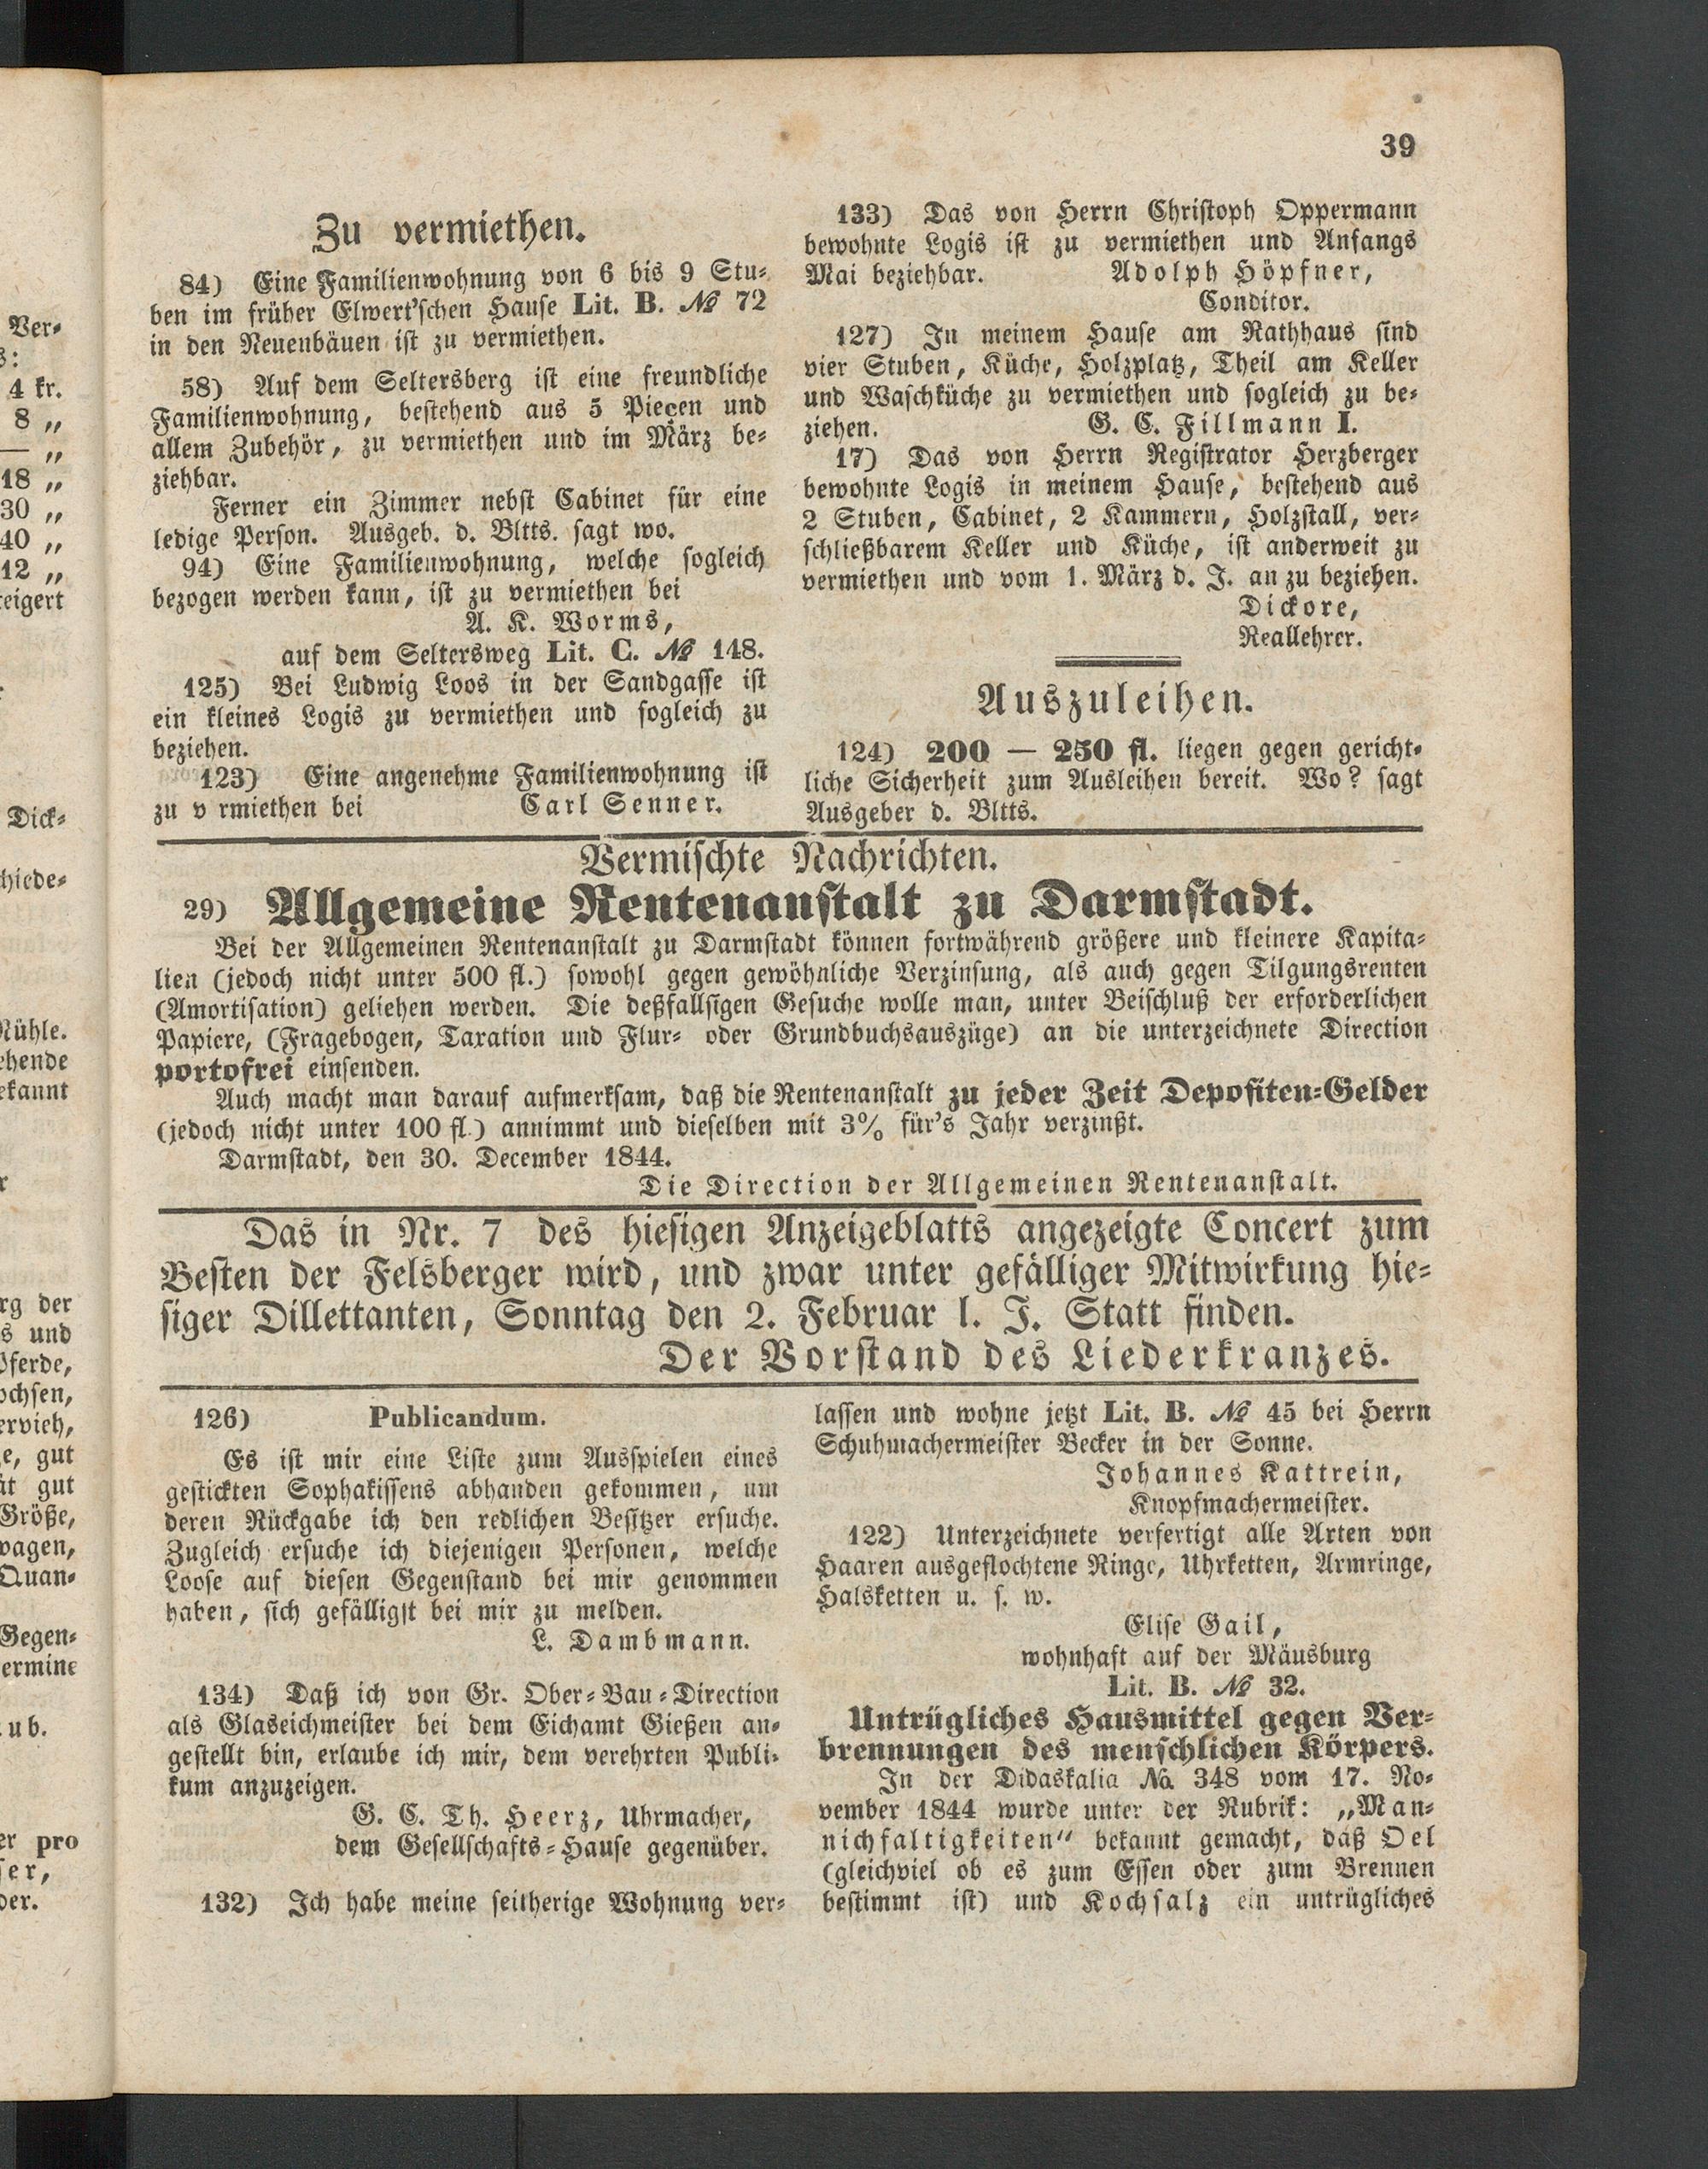 39
Zu vermiethen.
84) Eine Familienwohnung von 6 bis 9 Stu-
ben im früher Elwert'schen Hause Lit. B. № 72
in den Neuenbäuen ist zu vermiethen.
58) Auf dem Seltersberg ist eine freundliche
Familienwohnung, bestehend aus 5 Pieçen und
allem Zubehör, zu vermiethen und im März be-
ziehbar.
Ferner ein Zimmer nebst Cabinet für eine
ledige Person. Ausgeb. d. Bltts. sagt wo.
94) Eine Familienwohnung, welche sogleich
bezogen werden kann, ist zu vermiethen bei
A. K. Worms,
auf dem Seltersweg Lit. C. № 148.
125) Bei Ludwig Loos in der Sandgasse ist
ein kleines Logis zu vermiethen und sogleich zu
beziehen.
123) Eine angenehme Familienwohnung ist
zu v rmiethen bei Carl Senner.
133) Das von Herrn Christoph Oppermann
bewohnte Logis ist zu vermiethen und Anfangs
Mai beziehbar. Adolph Höpfner,
Conditor.
127) In meinem Hause am Rathhaus sind
vier Stuben, Küche, Holzplatz, Theil am Keller
und Waschküche zu vermiethen und sogleich zu be-
ziehen. G. C. Fillmann I.
17) Das von Herrn Registrator Herzberger
bewohnte Logis in meinem Hause, bestehend aus
2 Stuben, Cabinet, 2 Kammern, Holzstall, ver-
schließbarem Keller und Küche, ist anderweit zu
vermiethen und vom 1. März d. J. an zu beziehen.
Dickore,
Reallehrer.
Auszuleihen.
124) 200 — 250 fl. liegen gegen gericht-
liche Sicherheit zum Ausleihen bereit. Wo? sagt
Ausgeber d. Bltts.
Vermischte Nachrichten.
29) Allgemeine Rentenanstalt zu Darmstadt.
Bei der Allgemeinen Rentenanstalt zu Darmstadt können fortwährend größere und kleinere Kapita-
lien (jedoch nicht unter 500 fl.) sowohl gegen gewöhnliche Verzinsung, als auch gegen Tilgungsrenten
(Amortisation) geliehen werden. Die deßfallsigen Gesuche wolle man, unter Beischluß der erforderlichen
Papiere, (Fragebogen, Taxation und Flur- oder Grundbuchsauszüge) an die unterzeichnete Direction
portofrei einsenden.
Auch macht man darauf aufmerksam, daß die Rentenanstalt zu jeder Zeit Depositen-Gelder
(jedoch nicht unter 100 fl.) annimmt und dieselben mit 3% für's Jahr verzinßt.
Darmstadt, den 30. December 1844.
Die Direction der Allgemeinen Rentenanstalt.
Das in Nr. 7 des hiesigen Anzeigeblatts angezeigte Concert zum
Besten der Felsberger wird, und zwar unter gefälliger Mitwirkung hie-
siger Dillettanten, Sonntag den 2. Februar l. J. Statt finden.
Der Vorstand des Liederkranzes.
126) Publicandum.
Es ist mir eine Liste zum Ausspielen eines
gestickten Sophakissens abhanden gekommen, um
deren Rückgabe ich den redlichen Besitzer ersuche.
Zugleich ersuche ich diejenigen Personen, welche
Loose auf diesen Gegenstand bei mir genommen
haben, sich gefälligst bei mir zu melden.
L. Dambmann.
134) Daß ich von Gr. Ober-Bau-Direction
als Glaseichmeister bei dem Eichamt Gießen an-
gestellt bin, erlaube ich mir, dem verehrten Publi-
kum anzuzeigen.
G. C. Th. Heerz, Uhrmacher,
dem Gesellschafts-Hause gegenüber.
132) Ich habe meine seitherige Wohnung ver-
lassen und wohne jetzt Lit. B. № 45 bei Herrn
Schuhmachermeister Becker in der Sonne.
Johannes Kattrein,
Knopfmachermeister.
122) Unterzeichnete verfertigt alle Arten von
Haaren ausgeflochtene Ringe, Uhrketten, Armringe,
Halsketten u. s. w.
Elise Gail,
wohnhaft auf der Mäusburg
Lit. B. № 32.
Untrügliches Hausmittel gegen Ver-
brennungen des menschlichen Körpers.
In der Didaskalia No. 348 vom 17. No-
vember 1844 wurde unter der Rubrik: „Man-
nichfaltigkeiten" bekannt gemacht, daß Oel
(gleichviel ob es zum Essen oder zum Brennen
bestimmt ist) und Kochsalz ein untrügliches